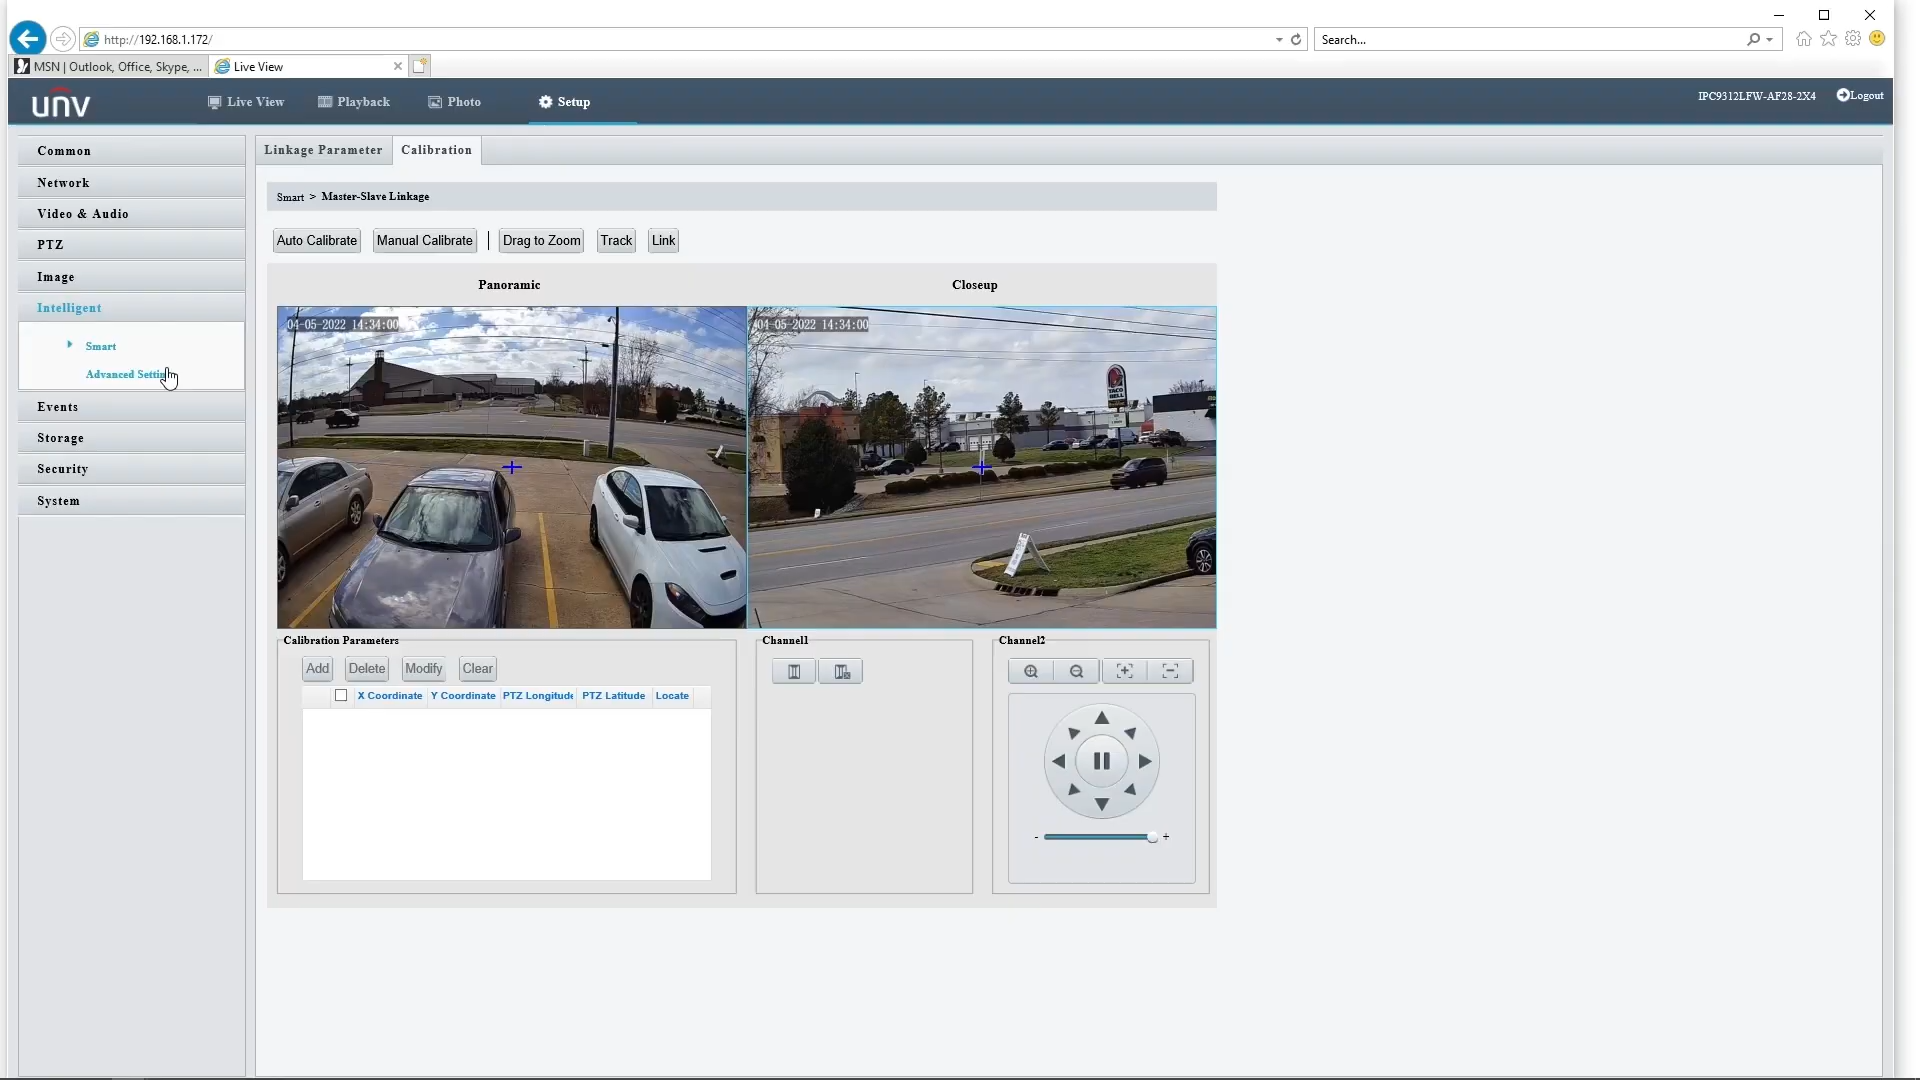 http://192.168.1.172/
Search...
MSN | Outlook, Office, Skype, ...
Live View
unv
Live View
Playback
Photo
Setup
IPC9312LFW-AF28-2X4
Logout
Common
Network
Video & Audio
PTZ
Image
Intelligent
Smart
Advanced Settin
Events
Storage
Security
System
Linkage Parameter
Calibration
Smart > Master-Slave Linkage
Auto Calibrate
Manual Calibrate
Drag to Zoom
Track
Link
Panoramic
Closeup
04-05-2022 14:34:00
04-05-2022 14:34:00
TACO
BELL
Calibration Parameters
Add
Delete
Modify
Clear
X Coordinate
Y Coordinate
PTZ Longitude
PTZ Latitude
Locate
Channel1
Channel2
- +